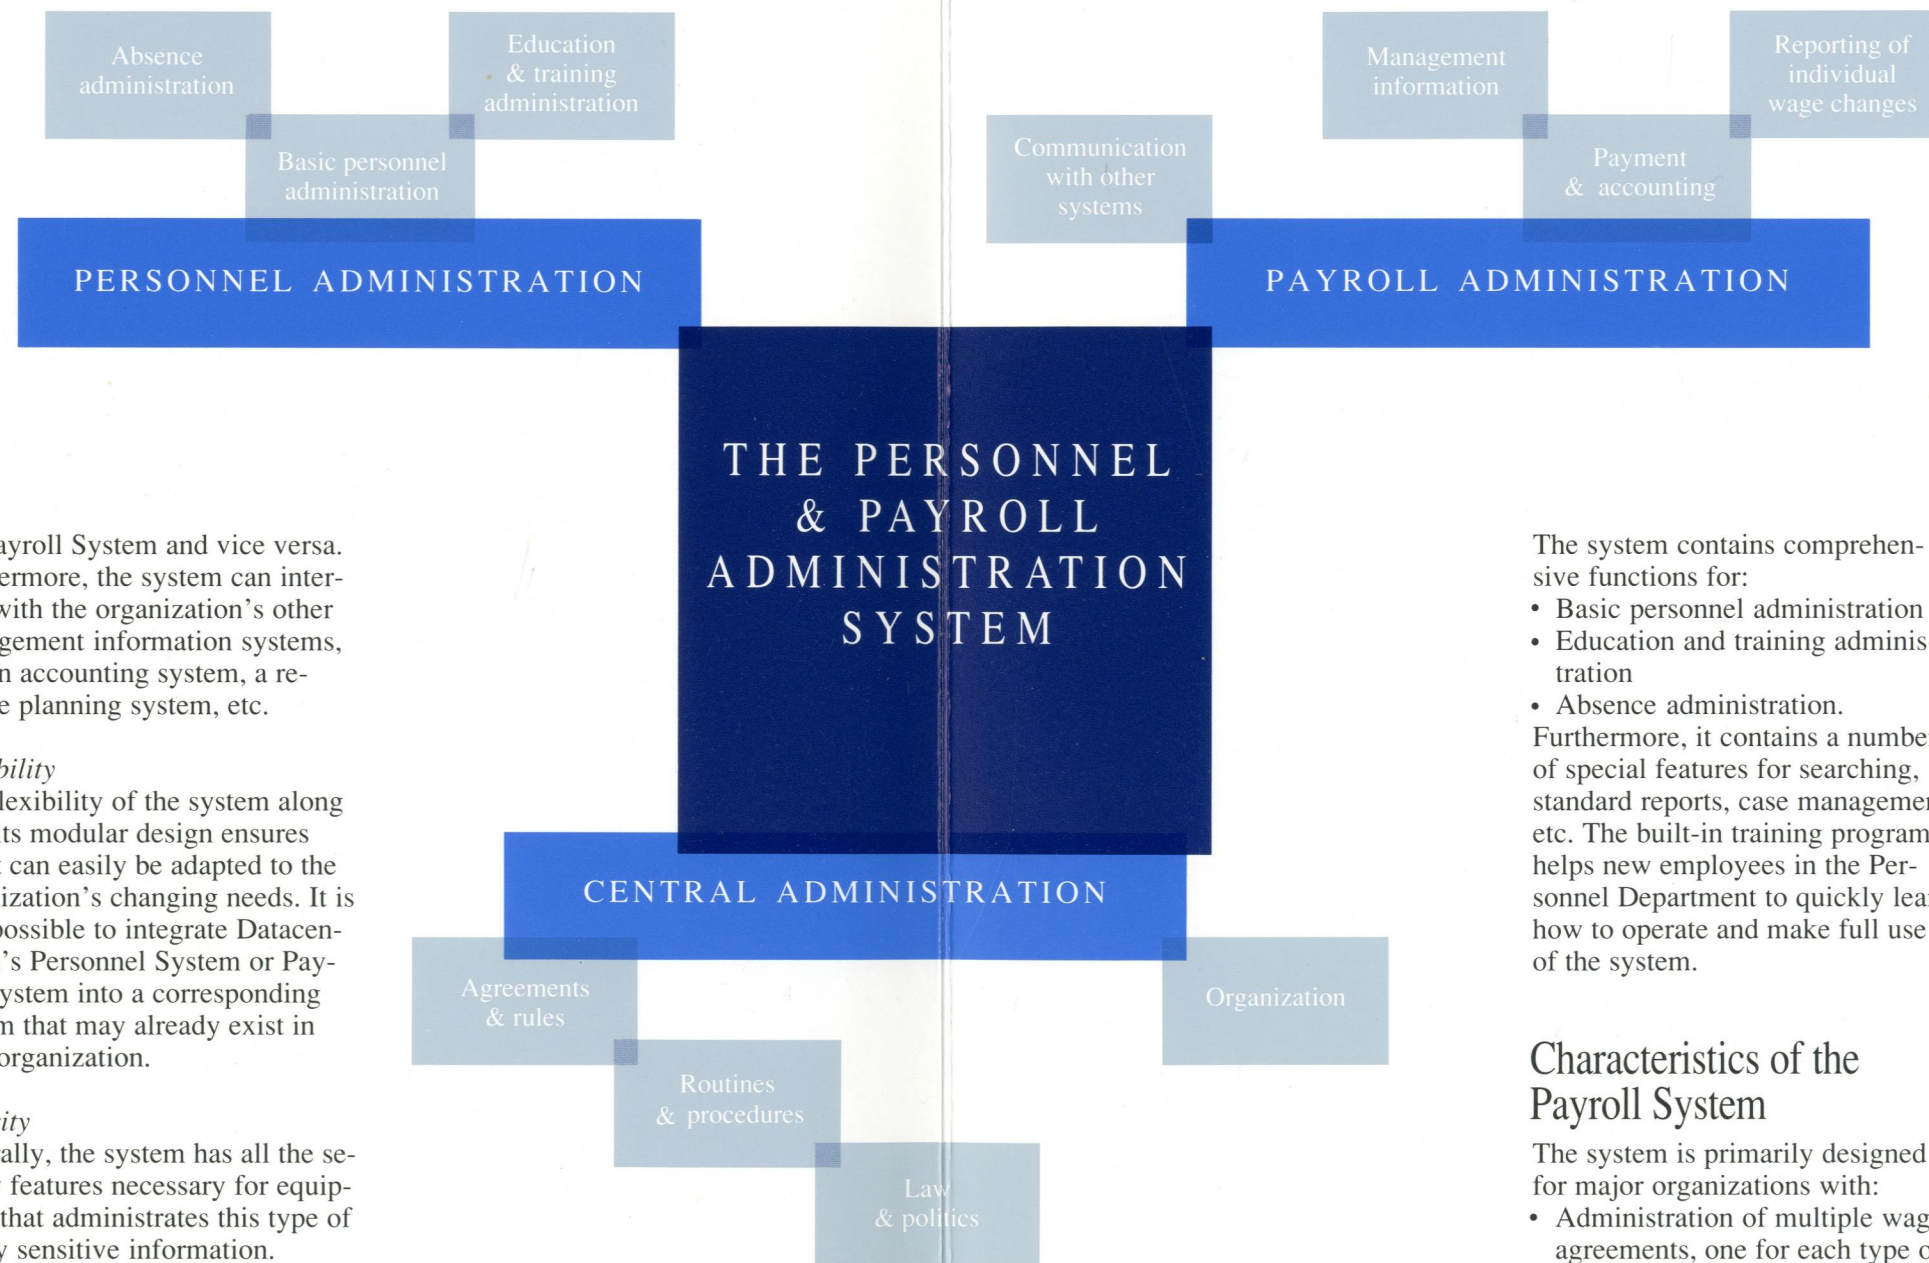 Absence
administration
Education
& training
administration
Basic personnel
administration
PERSONNEL ADMINISTRATION
Management
information
Reporting of
individual
wage changes
Communication
with other
systems
Payment
& accounting
PAYROLL ADMINISTRATION
THE PERSONNEL
& PAYROLL
ADMINISTRATION
SYSTEM
CENTRAL ADMINISTRATION
Agreements
& rules
Organization
Routines
& procedures
Law
& politics
ayroll System and vice versa.
ermore, the system can inter-
with the organization's other
gement information systems,
n accounting system, a re-
e planning system, etc.
bility
lexibility of the system along
its modular design ensures
t can easily be adapted to the
ization's changing needs. It is
possible to integrate Datacen-
's Personnel System or Pay-
ystem into a corresponding
m that may already exist in
organization.
ity
ally, the system has all the se-
features necessary for equip-
that administrates this type of
y sensitive information.
The system contains comprehen-
sive functions for:
• Basic personnel administration
• Education and training adminis
tration
• Absence administration.
Furthermore, it contains a numbe
of special features for searching,
standard reports, case managemen
etc. The built-in training program
helps new employees in the Per-
sonnel Department to quickly lear
how to operate and make full use
of the system.
Characteristics of the
Payroll System
The system is primarily designed
for major organizations with:
• Administration of multiple wag
agreements, one for each type o